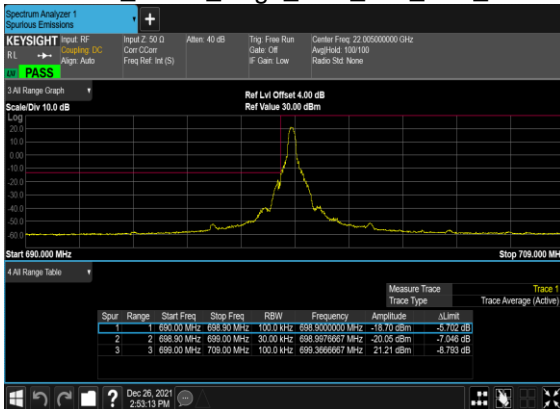 Spectrum Analyzer 1
Spurious Emissions
+
KEYSIGHT Input: RF Input Z: 50 Ω Atten: 40 dB Trig: Free Run Center Freq: 22.005000000 GHz
RL Coupling: DC Corr CCorr Gate: Off Avg|Hold: 100/100
Align: Auto Freq Ref: Int (S) IF Gain: Low Radio Std: None
PASS
3 All Range Graph Ref Lvl Offset 4.00 dB
Scale/Div 10.0 dB Ref Value 30.00 dBm
Log
20.0
10.0
0.00
-10.0
-20.0
-30.0
-40.0
-50.0
-60.0
Start 690.000 MHz Stop 709.000 MH
4 All Range Table
Measure Trace Trace 1
Trace Type Trace Average (Active)
Spur Range Start Freq Stop Freq RBW Frequency Amplitude ΔLimit
1 1 690.00 MHz 698.90 MHz 100.0 kHz 698.9000000 MHz -18.70 dBm -5.702 dB
2 2 698.90 MHz 699.00 MHz 30.00 kHz 698.9976667 MHz -20.05 dBm -7.046 dB
3 3 699.00 MHz 709.00 MHz 100.0 kHz 699.3666667 MHz 21.21 dBm -8.793 dB
? Dec 26, 2021
2:53:13 PM